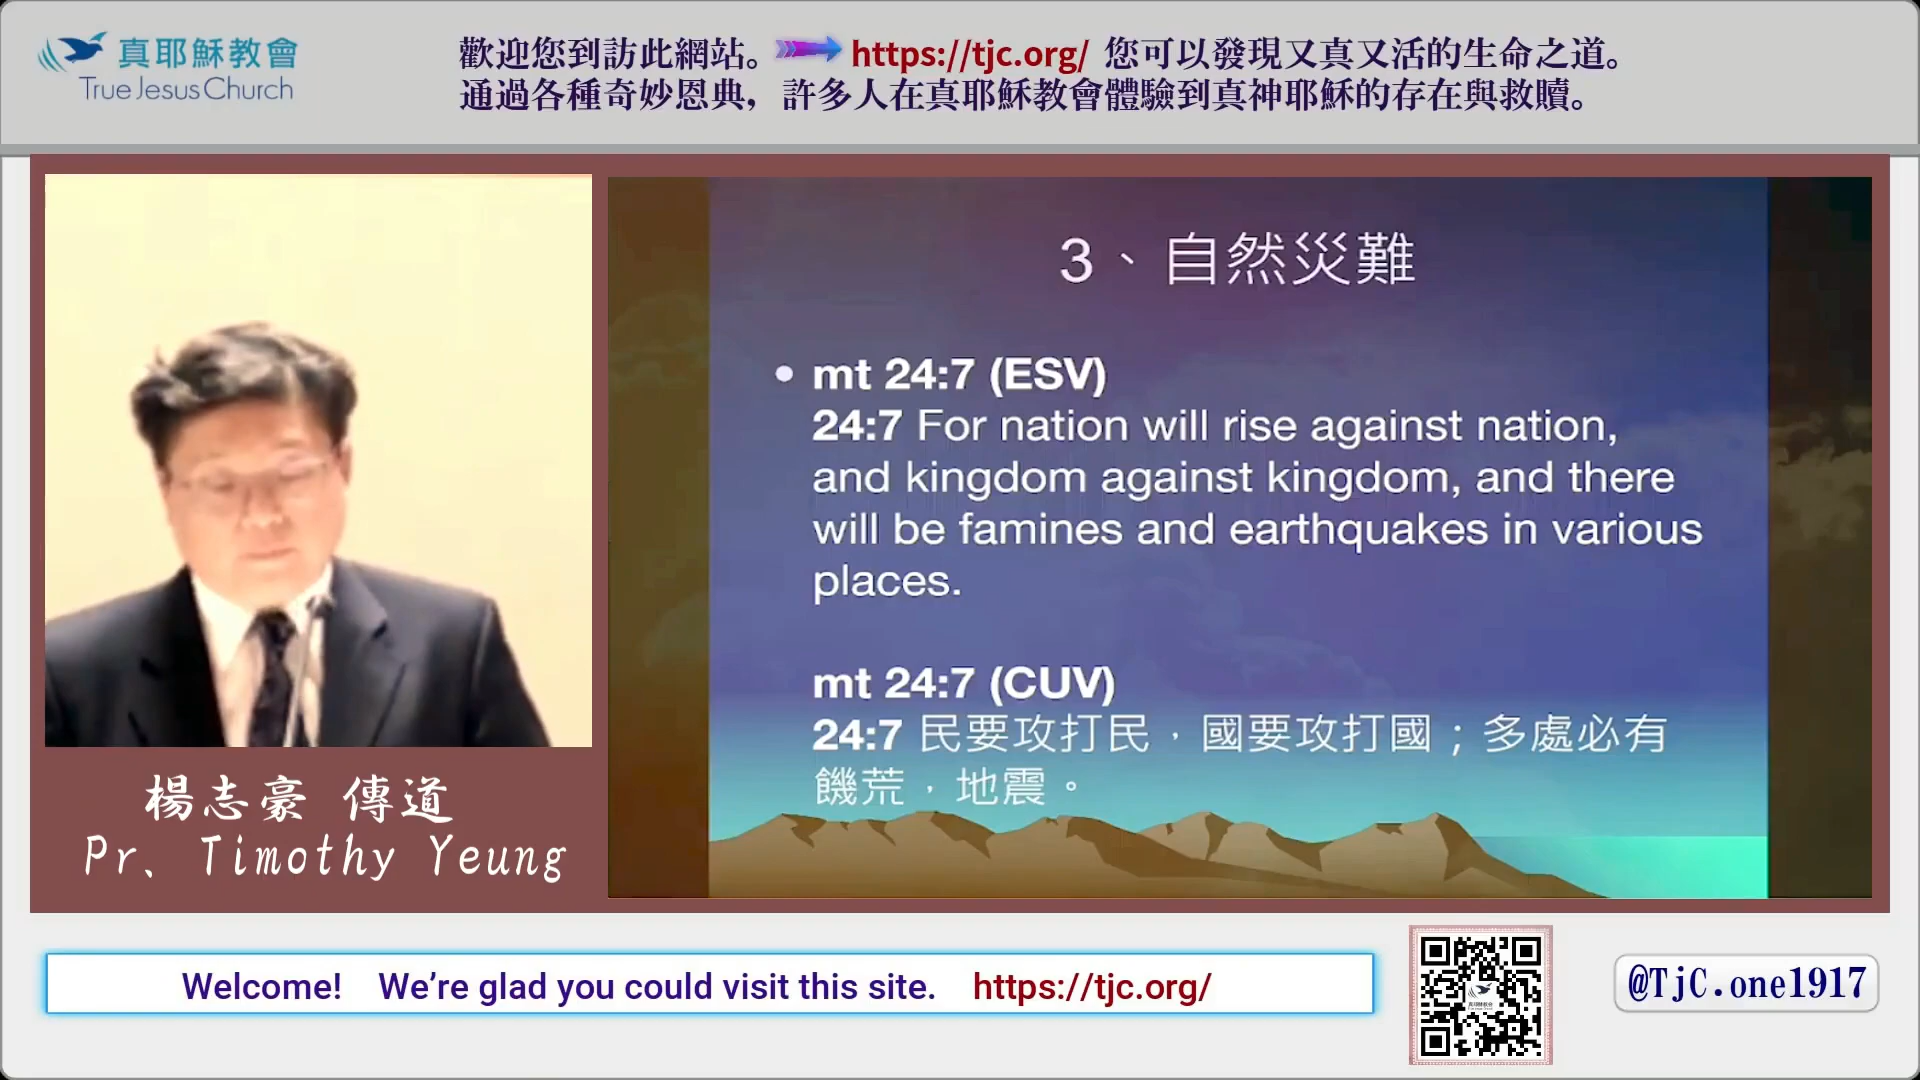 真耶穌教會
True Jesus Church
歡迎您到訪此網站。 https://tjc.org/ 您可以發現又真又活的生命之道。
通過各種奇妙恩典，許多人在真耶穌教會體驗到真神耶穌的存在與救贖。
3、自然災難
• mt 24:7 (ESV)
24:7 For nation will rise against nation,
and kingdom against kingdom, and there
will be famines and earthquakes in various
places.
mt 24:7 (CUV)
24:7 民要攻打民，國要攻打國；多處必有
饑荒，地震。
楊志豪 傳道
Pr. Timothy Yeung
Welcome! We’re glad you could visit this site. https://tjc.org/
@TjC.one1917